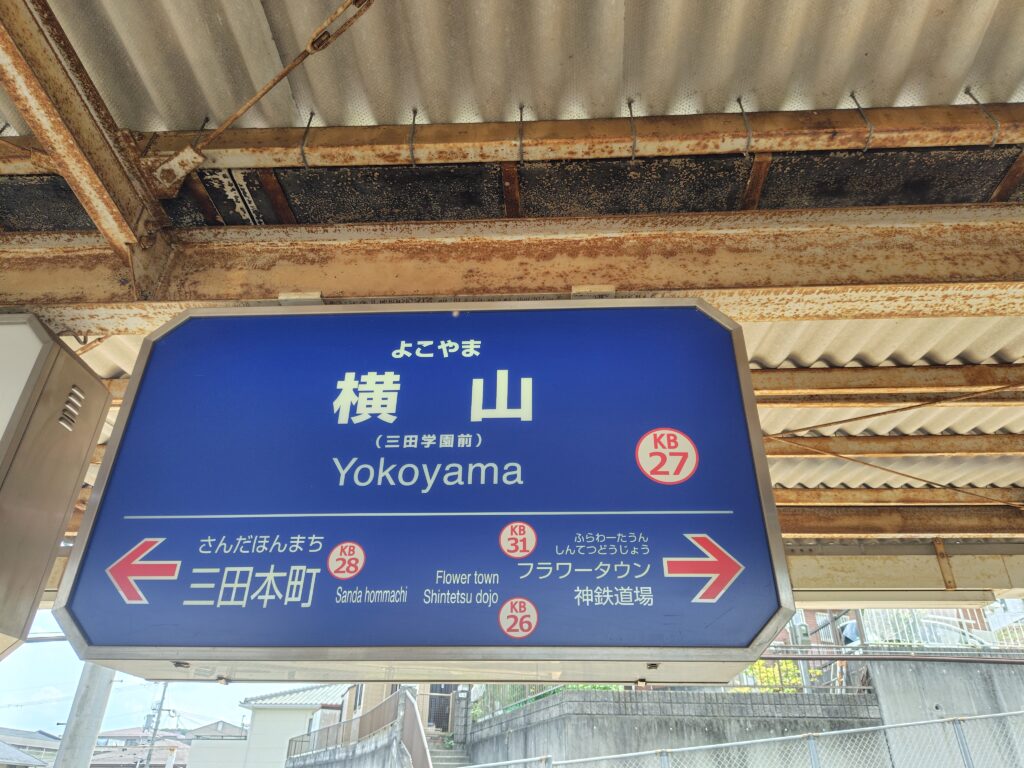 よこやま
横山
（三田学園前）
Yokoyama
KB
27
さんだほんまち
三田本町
KB
28
Sanda hommachi
KB
31
ふらわーたうん
しんてつどうじょう
Flower town
フラワータウン
Shintetsu dojo
神鉄道場
KB
26